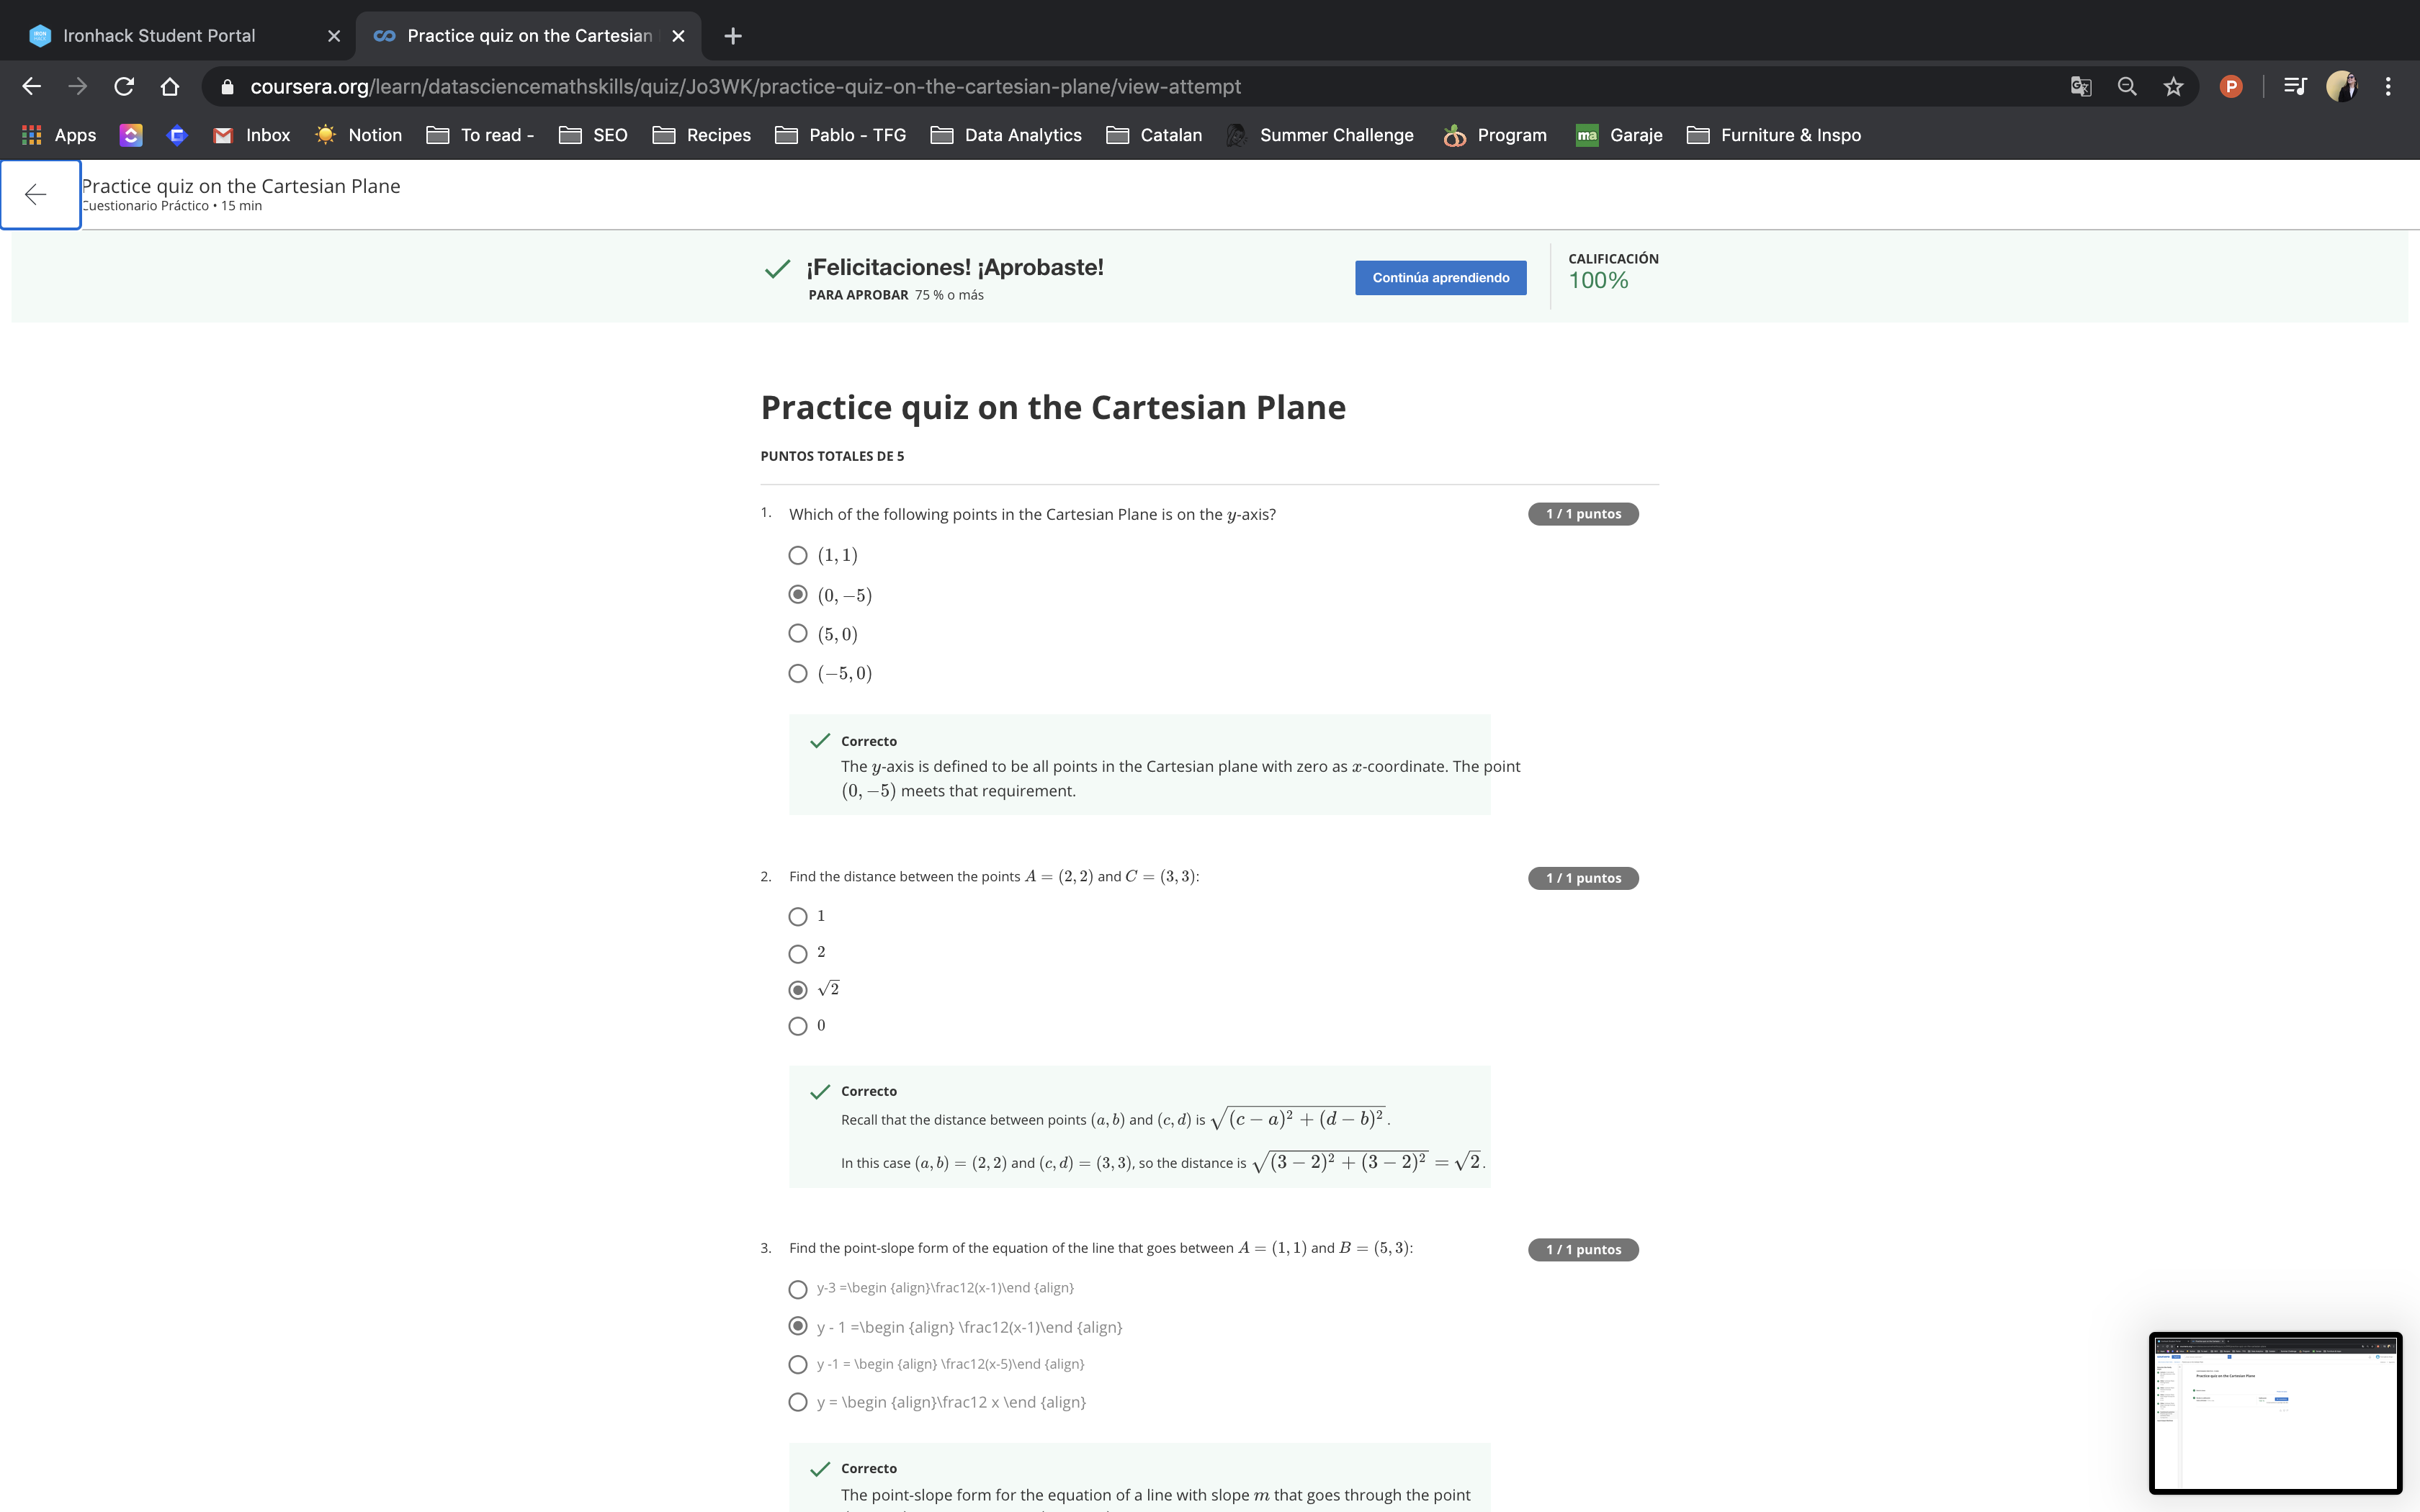 Ironhack Student Portal
Practice quiz on the Cartesian
coursera.org/learn/datasciencemathskills/quiz/Jo3WK/practice-quiz-on-the-cartesian-plane/view-attempt
P
Apps Inbox Notion To read - SEO Recipes Pablo - TFG Data Analytics Catalan Summer Challenge Program ma Garaje Furniture & Inspo
Practice quiz on the Cartesian Plane
Cuestionario Práctico • 15 min
¡Felicitaciones! ¡Aprobaste!
PARA APROBAR 75 % o más
Continúa aprendiendo
CALIFICACIÓN
100%
Practice quiz on the Cartesian Plane
PUNTOS TOTALES DE 5
1. Which of the following points in the Cartesian Plane is on the y-axis? 1 / 1 puntos
(1, 1)
(0, −5)
(5, 0)
(−5, 0)
Correcto
The y-axis is defined to be all points in the Cartesian plane with zero as x-coordinate. The point
(0, −5) meets that requirement.
2. Find the distance between the points A = (2, 2) and C = (3, 3): 1 / 1 puntos
1
2
√2
0
Correcto
Recall that the distance between points (a, b) and (c, d) is √((c − a)² + (d − b)²).
In this case (a, b) = (2, 2) and (c, d) = (3, 3), so the distance is √((3 − 2)² + (3 − 2)²) = √2.
3. Find the point-slope form of the equation of the line that goes between A = (1, 1) and B = (5, 3): 1 / 1 puntos
y-3 =\begin {align}\frac12(x-1)\end {align}
y - 1 =\begin {align} \frac12(x-1)\end {align}
y -1 = \begin {align} \frac12(x-5)\end {align}
y = \begin {align}\frac12 x \end {align}
Correcto
The point-slope form for the equation of a line with slope m that goes through the point
Practice quiz on the Cartesian Plane